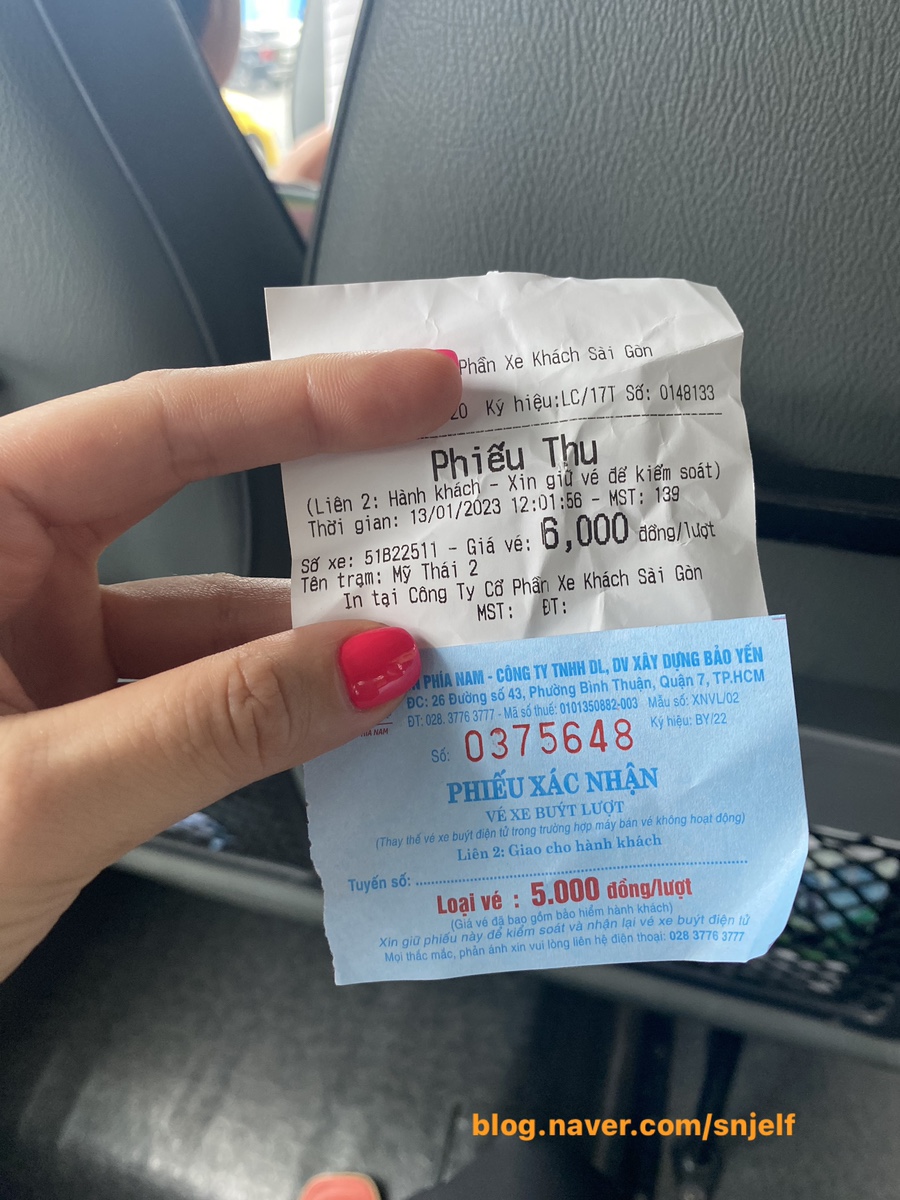 Phần Xe Khách Sài Gòn
20 Ký hiệu:LC/17T Số: 0148133
Phiếu Thu
(Liên 2: Hành khách - Xin giữ vé để kiểm soát)
Thời gian: 13/01/2023 12:01:56 - MST: 139
Số xe: 51B22511 - Giá vé: 6,000 đồng/lượt
Tên trạm: Mỹ Thái 2
In tại Công Ty Cổ Phần Xe Khách Sài Gòn
MST: ĐT:
PHÍA NAM - CÔNG TY TNHH DL, DV XÂY DỰNG BẢO YẾN
ĐC: 26 Đường số 43, Phường Bình Thuận, Quận 7, TP.HCM
ĐT: 028. 3776 3777 - Mã số thuế: 0101350882-003 Mẫu số: XNVL/02
NAM
Ký hiệu: BY/22
Số: 0375648
PHIẾU XÁC NHẬN
VÉ XE BUÝT LƯỢT
(Thay thế vé xe buýt điện tử trong trường hợp máy bán vé không hoạt động)
Liên 2: Giao cho hành khách
Tuyến số: ........................................................................
Loại vé : 5.000 đồng/lượt
(Giá vé đã bao gồm bảo hiểm hành khách)
Xin giữ phiếu này để kiểm soát và nhận lại vé xe buýt điện tử
Mọi thắc mắc, phản ánh xin vui lòng liên hệ điện thoại: 028 3776 3777
blog.naver.com/snjelf